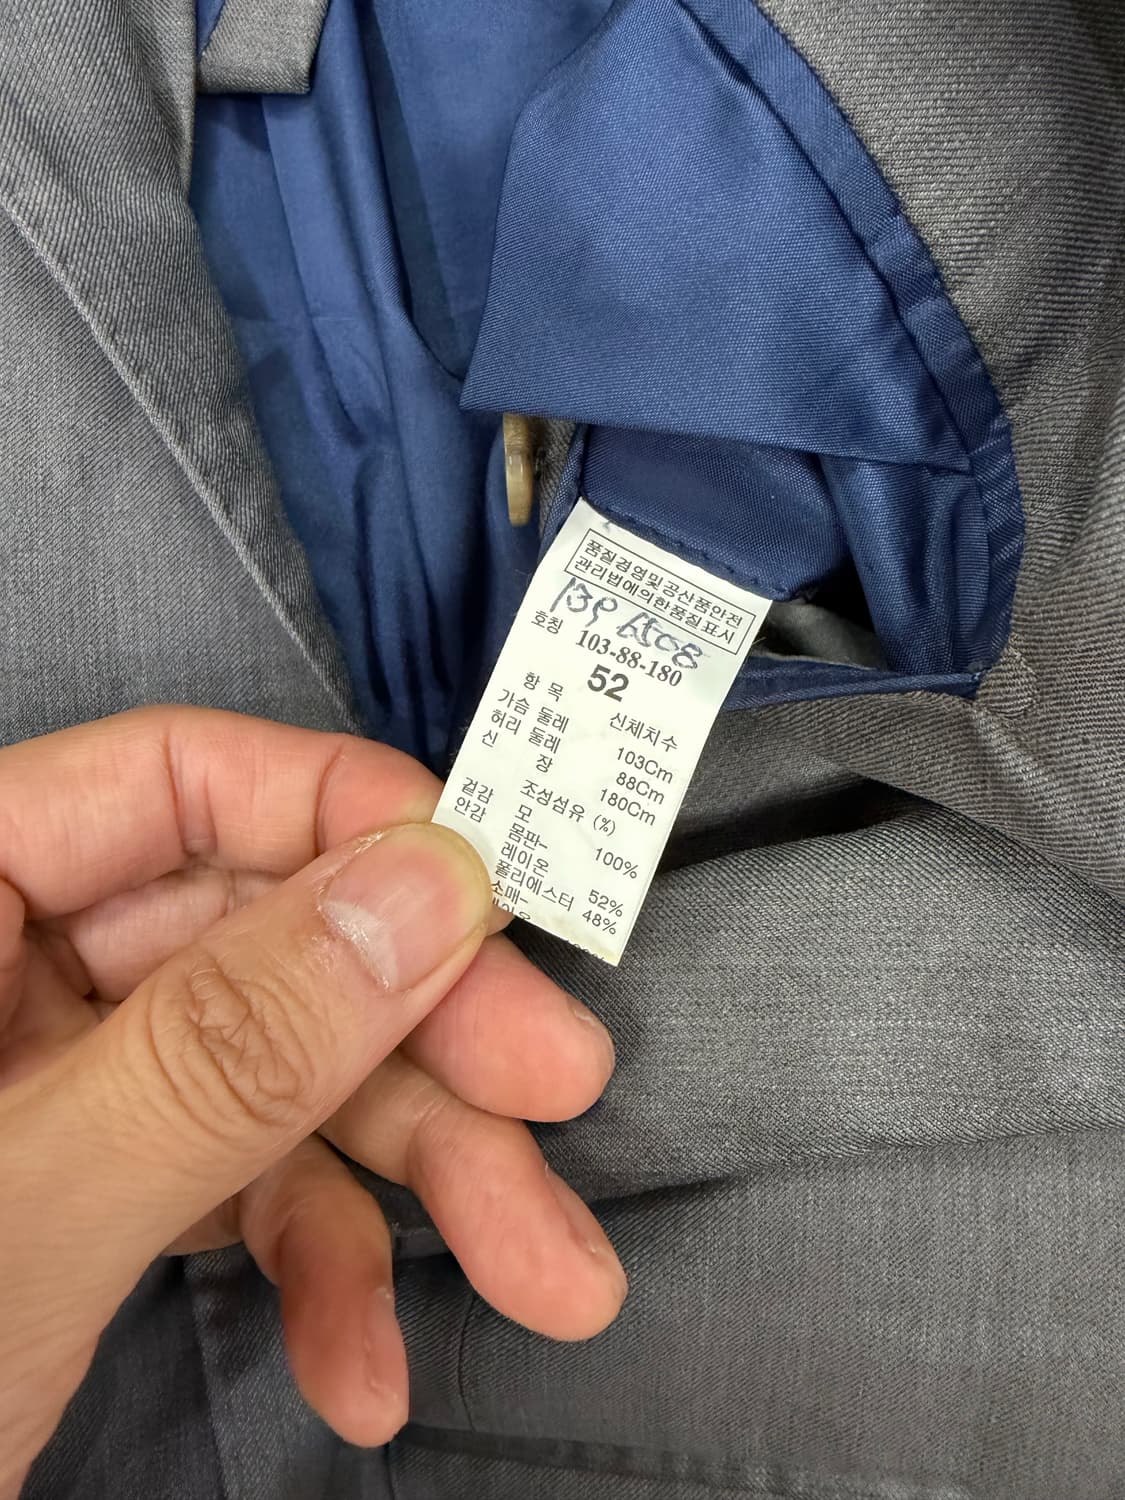 품질경영및공산품안전
관리법에의한품질표시
호칭 103-88-180
52
항 목 신체치수
가슴 둘레 103Cm
허리 둘레 88Cm
신 장 180Cm
조성섬유 (%)
겉감 모 100%
안감 몸판-
레이온 52%
폴리에스터 48%
소매-